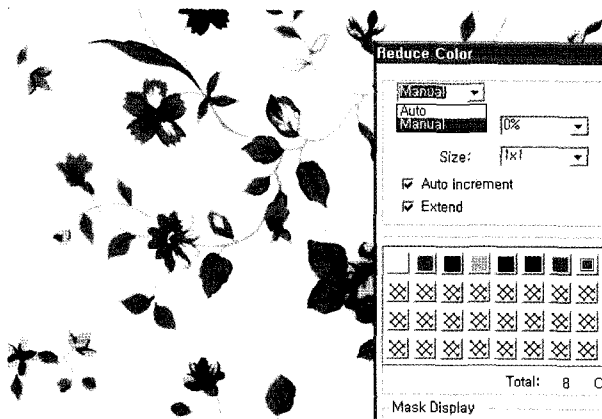 Reduce Color
Manual
Auto
Manual
0%
Size: 1x1
Auto Increment
Extend
Total: 8
Mask Display